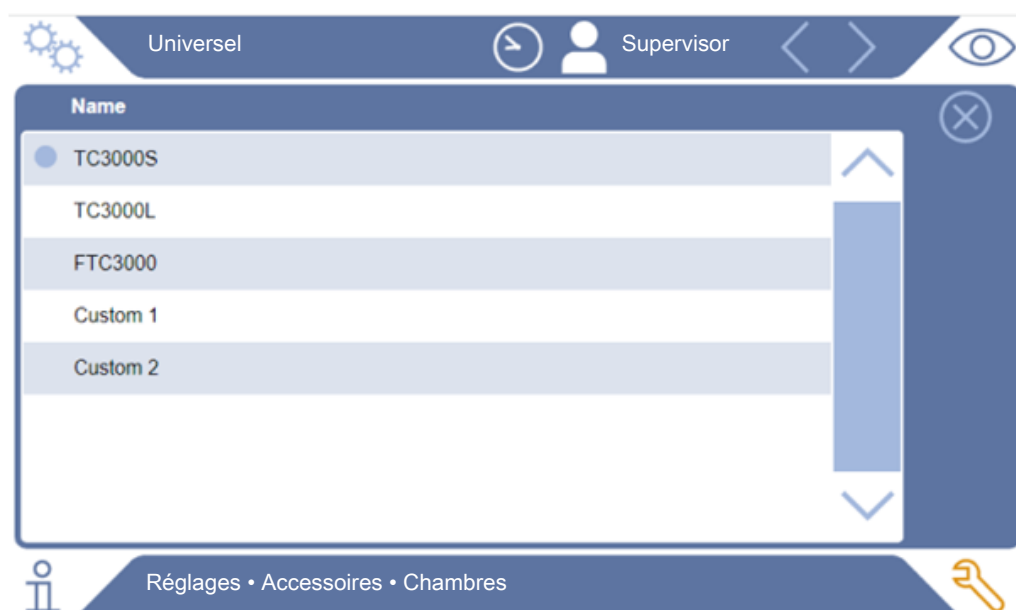 Universel
Supervisor
Name
TC3000S
TC3000L
FTC3000
Custom 1
Custom 2
Réglages • Accessoires • Chambres